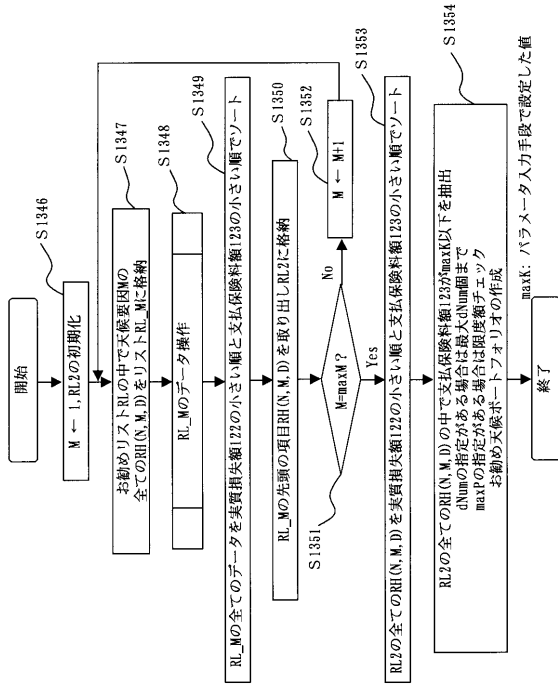 開始
S1346
M ← 1,RL2の初期化
S1347
お勧めリストRLの中で天候要因Mの
全てのRH(N,M,D)をリストRL_Mに格納
S1348
RL_Mのデータ操作
S1349
RL_Mの全てのデータを実質損失額122の小さい順と支払保険料額123の小さい順でソート
S1350
RL_Mの先頭の項目RH(N,M,D)を取り出しRL2に格納
S1351
M=maxM?
No
S1352
M ← M+1
Yes
S1353
RL2の全てのRH(N,M,D)を実質損失額122の小さい順と支払保険料額123の小さい順でソート
S1354
RL2の全てのRH(N,M,D)の中で支払保険料額123がmaxK以下を抽出
dNumの指定がある場合は最大dNum個まで
maxTの指定がある場合は限度額チェック
お勧め天候ポートフォリオの作成
終了
maxK: パラメータ入力手段で設定した値